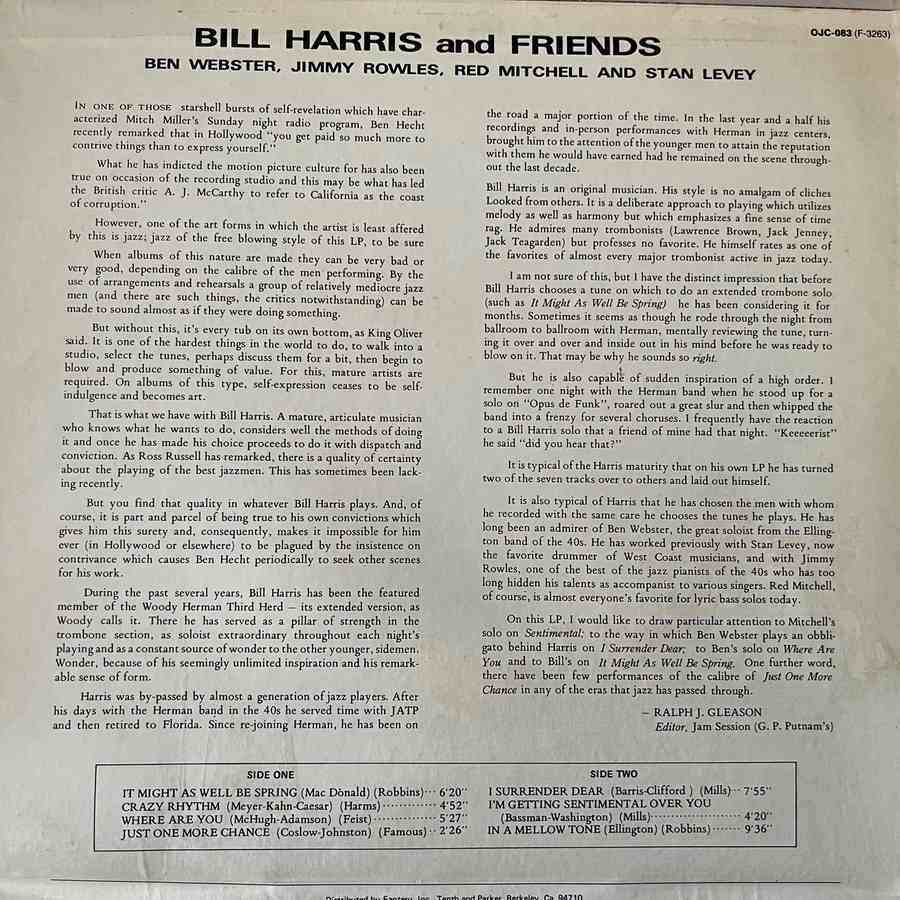 BILL HARRIS and FRIENDS
OJC-083 (F-3263)
BEN WEBSTER, JIMMY ROWLES, RED MITCHELL AND STAN LEVEY
IN ONE OF THOSE starshell bursts of self-revelation which have char-
acterized Mitch Miller's Sunday night radio program, Ben Hecht
recently remarked that in Hollywood "you get paid so much more to
contrive things than to express yourself."
What he has indicted the motion picture culture for has also been
true on occasion of the recording studio and this may be what has led
the British critic A. J. McCarthy to refer to California as the coast
of corruption."
However, one of the art forms in which the artist is least affered
by this is jazz; jazz of the free blowing style of this LP, to be sure
When albums of this nature are made they can be very bad or
very good, depending on the calibre of the men performing. By the
use of arrangements and rehearsals a group of relatively mediocre jazz
men (and there are such things, the critics notwithstanding) can be
made to sound almost as if they were doing something.
But without this, it's every tub on its own bottom, as King Oliver
said. It is one of the hardest things in the world to do, to walk into a
studio, select the tunes, perhaps discuss them for a bit, then begin to
blow and produce something of value. For this, mature artists are
required. On albums of this type, self-expression ceases to be self-
indulgence and becomes art.
That is what we have with Bill Harris. A mature, articulate musician
who knows what he wants to do, considers well the methods of doing
it and once he has made his choice proceeds to do it with dispatch and
conviction. As Ross Russell has remarked, there is a quality of certainty
about the playing of the best jazzmen. This has sometimes been lack-
ing recently.
But you find that quality in whatever Bill Harris plays. And, of
course, it is part and parcel of being true to his own convictions which
gives him this surety and, consequently, makes it impossible for him
ever (in Hollywood or elsewhere) to be plagued by the insistence on
contrivance which causes Ben Hecht periodically to seek other scenes
for his work.
During the past several years, Bill Harris has been the featured
member of the Woody Herman Third Herd — its extended version, as
Woody calls it. There he has served as a pillar of strength in the
trombone section, as soloist extraordinary throughout each night's
playing and as a constant source of wonder to the other younger, sidemen.
Wonder, because of his seemingly unlimited inspiration and his remark-
able sense of form.
Harris was by-passed by almost a generation of jazz players. After
his days with the Herman band in the 40s he served time with JATP
and then retired to Florida. Since re-joining Herman, he has been on
the road a major portion of the time. In the last year and a half his
recordings and in-person performances with Herman in jazz centers,
brought him to the attention of the younger men to attain the reputation
with them he would have earned had he remained on the scene through-
out the last decade.
Bill Harris is an original musician. His style is no amalgam of cliches
Looked from others. It is a deliberate approach to playing which utilizes
melody as well as harmony but which emphasizes a fine sense of time
rag. He admires many trombonists (Lawrence Brown, Jack Jenney,
Jack Teagarden) but professes no favorite. He himself rates as one of
the favorites of almost every major trombonist active in jazz today.
I am not sure of this, but I have the distinct impression that before
Bill Harris chooses a tune on which to do an extended trombone solo
(such as It Might As Well Be Spring) he has been considering it for
months. Sometimes it seems as though he rode through the night from
ballroom to ballroom with Herman, mentally reviewing the tune, turn-
ing it over and over and inside out in his mind before he was ready to
blow on it. That may be why he sounds so right.
But he is also capable of sudden inspiration of a high order. I
remember one night with the Herman band when he stood up for a
solo on "Opus de Funk", roared out a great slur and then whipped the
band into a frenzy for several choruses. I frequently have the reaction
to a Bill Harris solo that a friend of mine had that night. "Keeeeerist"
he said "did you hear that?"
It is typical of the Harris maturity that on his own LP he has turned
two of the seven tracks over to others and laid out himself.
It is also typical of Harris that he has chosen the men with whom
he recorded with the same care he chooses the tunes he plays. He has
long been an admirer of Ben Webster, the great soloist from the Elling-
ton band of the 40s. He has worked previously with Stan Levey, now
the favorite drummer of West Coast musicians, and with Jimmy
Rowles, one of the best of the jazz pianists of the 40s who has too
long hidden his talents as accompanist to various singers. Red Mitchell,
of course, is almost everyone's favorite for lyric bass solos today.
On this LP, I would like to draw particular attention to Mitchell's
solo on Sentimental; to the way in which Ben Webster plays an obbli-
gato behind Harris on I Surrender Dear; to Ben's solo on Where Are
You and to Bill's on It Might As Well Be Spring. One further word,
there have been few performances of the calibre of Just One More
Chance in any of the eras that jazz has passed through.
— RALPH J. GLEASON
Editor, Jam Session (G. P. Putnam's)
SIDE ONE
IT MIGHT AS WELL BE SPRING (Mac Donald) (Robbins)··· 6'20"
CRAZY RHYTHM (Meyer-Kahn-Caesar) (Harms)············ 4'52"
WHERE ARE YOU (McHugh-Adamson) (Feist)·············· 5'27"
JUST ONE MORE CHANCE (Coslow-Johnston) (Famous)·· 2'26"
SIDE TWO
I SURRENDER DEAR (Barris-Clifford ) (Mills)·· 7'55"
I'M GETTING SENTIMENTAL OVER YOU
(Bassman-Washington) (Mills)··················· 4'20"
IN A MELLOW TONE (Ellington) (Robbins)······· 9'36"
Distributed by Fantasy, Inc., Tenth and Parker, Berkeley, Ca. 94710